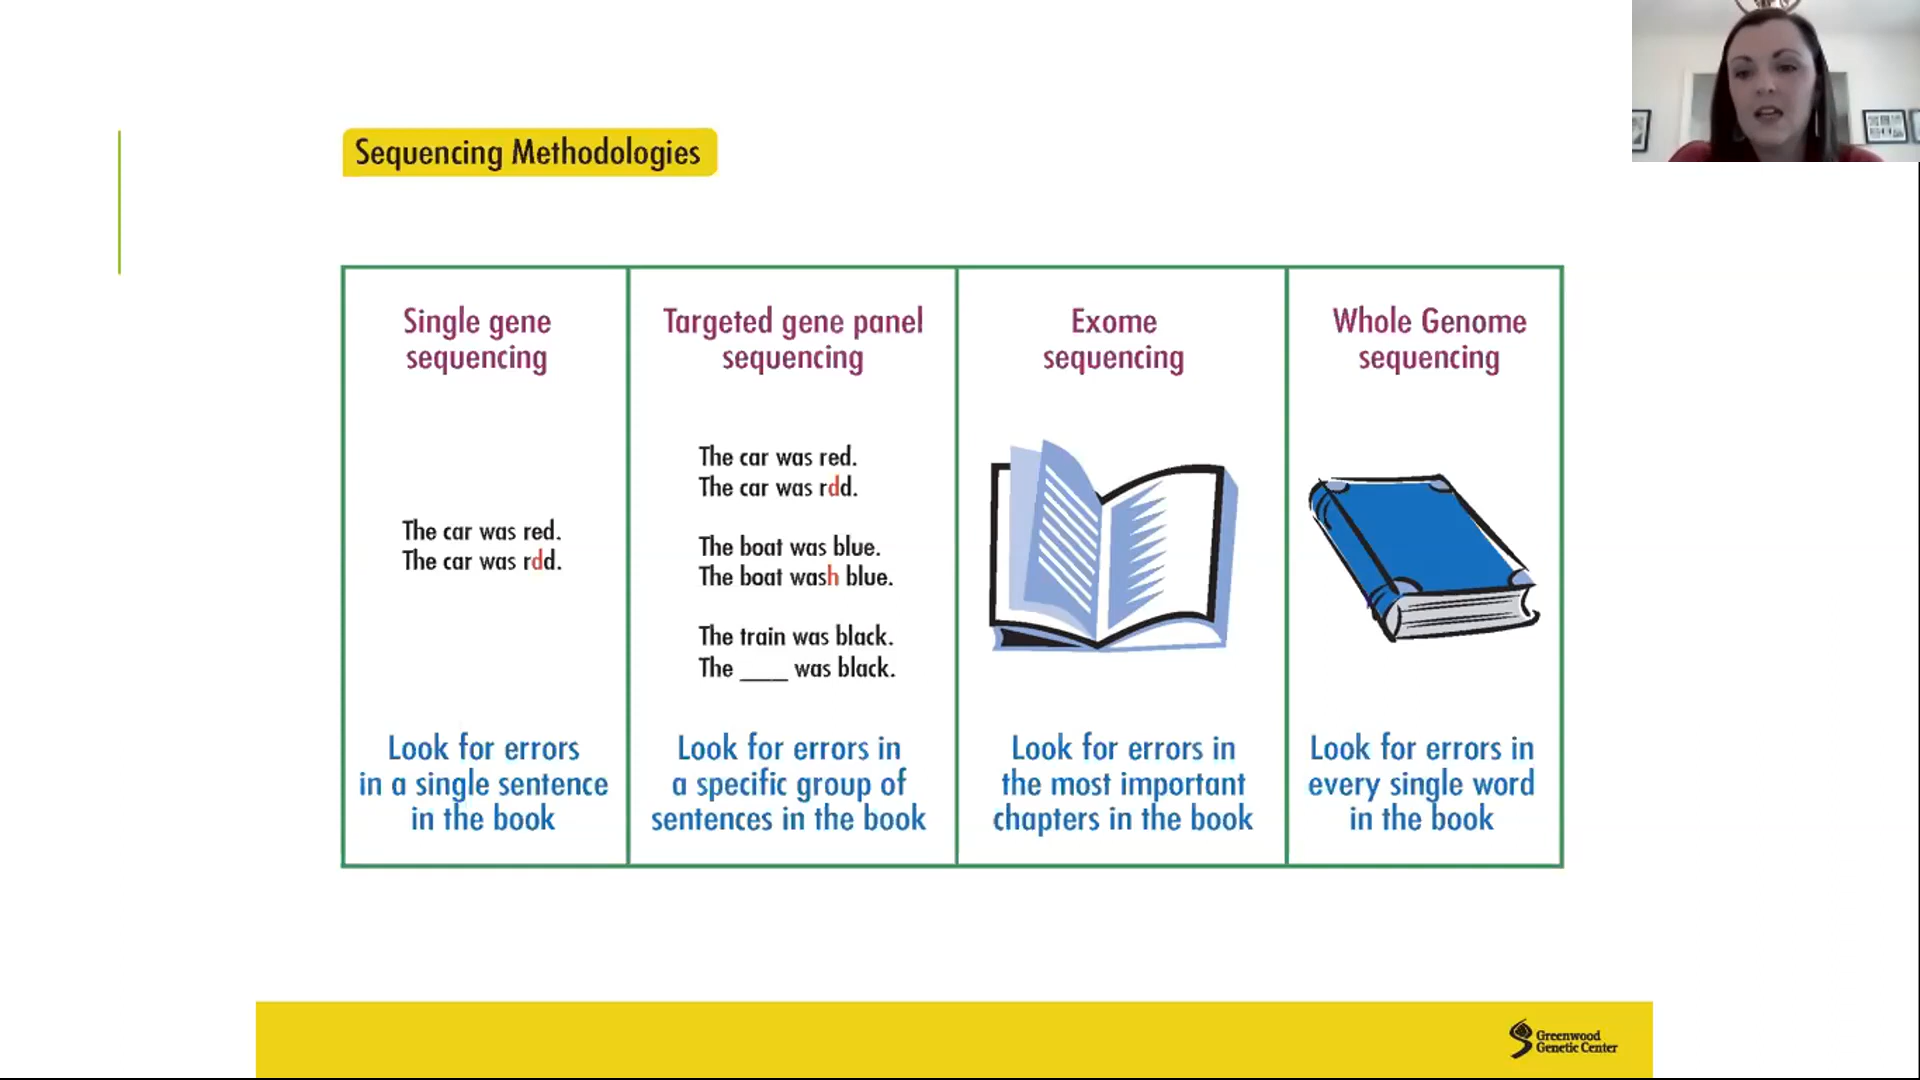 Sequencing Methodologies
Single gene
sequencing
The car was red.
The car was rdd.
Look for errors
in a single sentence
in the book
Targeted gene panel
sequencing
The car was red.
The car was rdd.
The boat was blue.
The boat wash blue.
The train was black.
The ____ was black.
Look for errors in
a specific group of
sentences in the book
Exome
sequencing
Look for errors in
the most important
chapters in the book
Whole Genome
sequencing
Look for errors in
every single word
in the book
Greenwood
Genetic Center